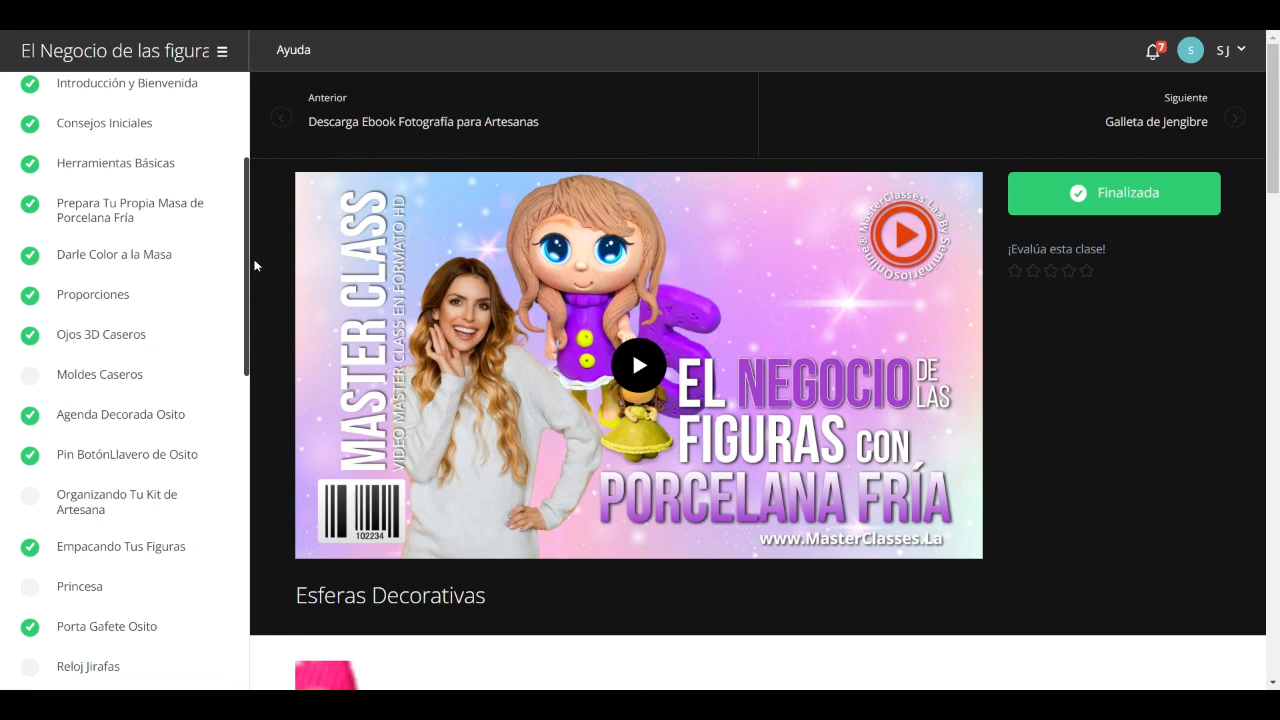 El Negocio de las figura
Ayuda
7
S
S J
Introducción y Bienvenida
Consejos Iniciales
Herramientas Básicas
Prepara Tu Propia Masa de
Porcelana Fría
Darle Color a la Masa
Proporciones
Ojos 3D Caseros
Moldes Caseros
Agenda Decorada Osito
Pin BotónLlavero de Osito
Organizando Tu Kit de
Artesana
Empacando Tus Figuras
Princesa
Porta Gafete Osito
Reloj Jirafas
Anterior
Descarga Ebook Fotografía para Artesanas
Siguiente
Galleta de Jengibre
MASTER CLASS
VIDEO MASTER CLASS EN FORMATO HD
102234
MasterClasses.La®By SeminariosOnline®
EL NEGOCIO DE LAS
FIGURAS CON
PORCELANA FRÍA
www.MasterClasses.La®
Finalizada
¡Evalúa esta clase!
Esferas Decorativas